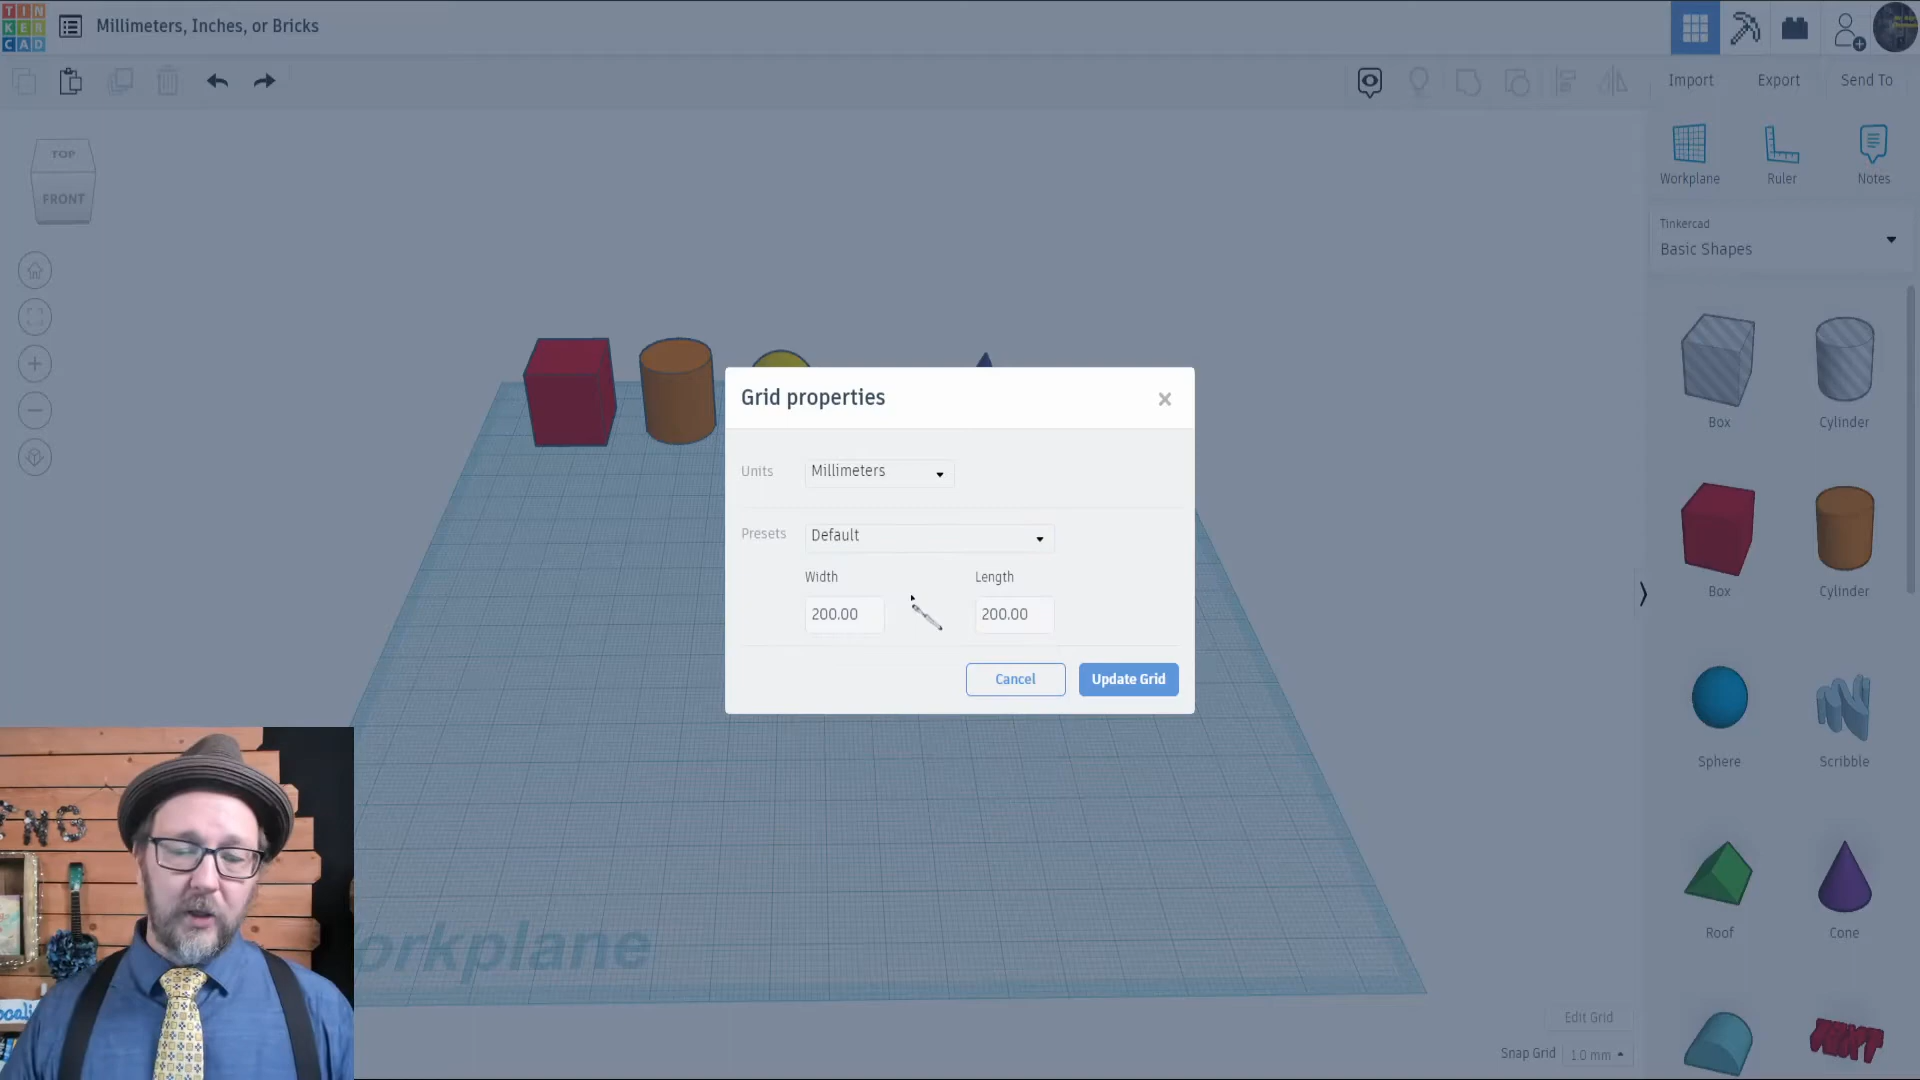 TIN
KER
CAD
Millimeters, Inches, or Bricks
Import
Export
Send To
TOP
FRONT
Workplane
Ruler
Notes
Tinkercad
Basic Shapes
Box
Cylinder
Box
Cylinder
Sphere
Scribble
Roof
Cone
TEXT
Grid properties
Units
Millimeters
Presets
Default
Width
Length
200.00
200.00
Cancel
Update Grid
orkplane
Edit Grid
Snap Grid
1.0 mm